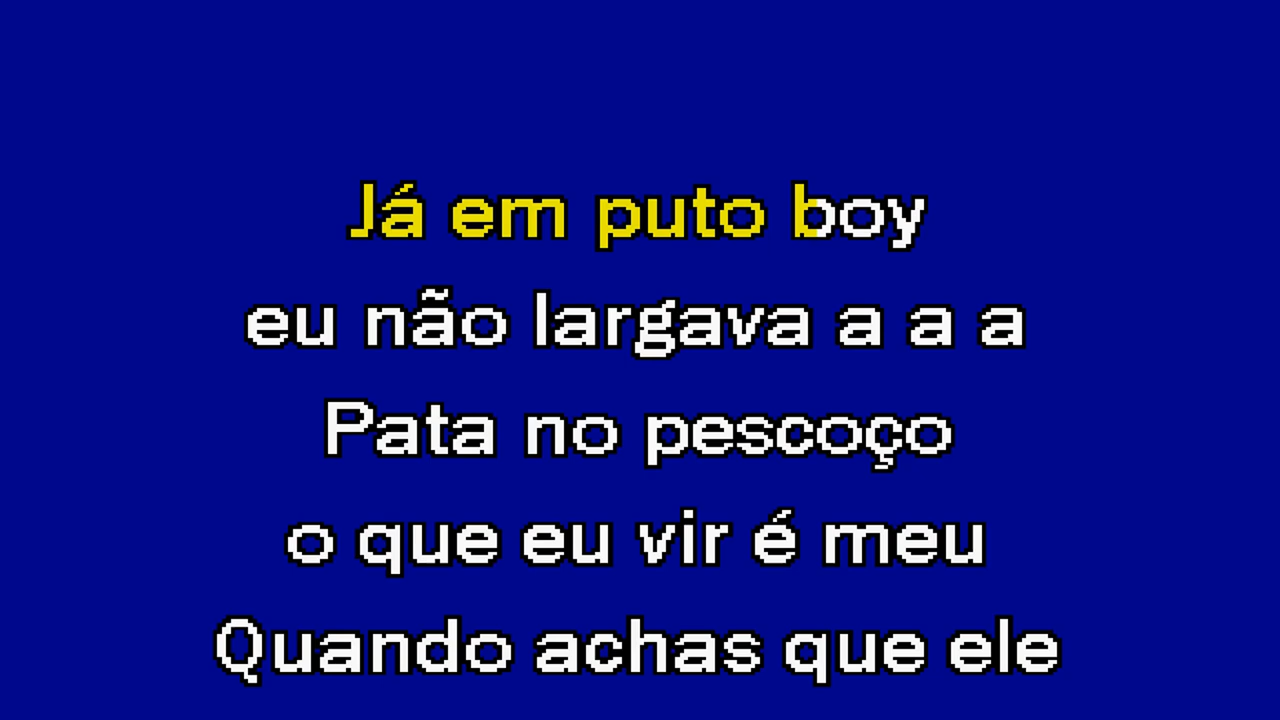 Já em puto boy
eu não largava a a a
Pata no pescoço
o que eu vir é meu
Quando achas que ele